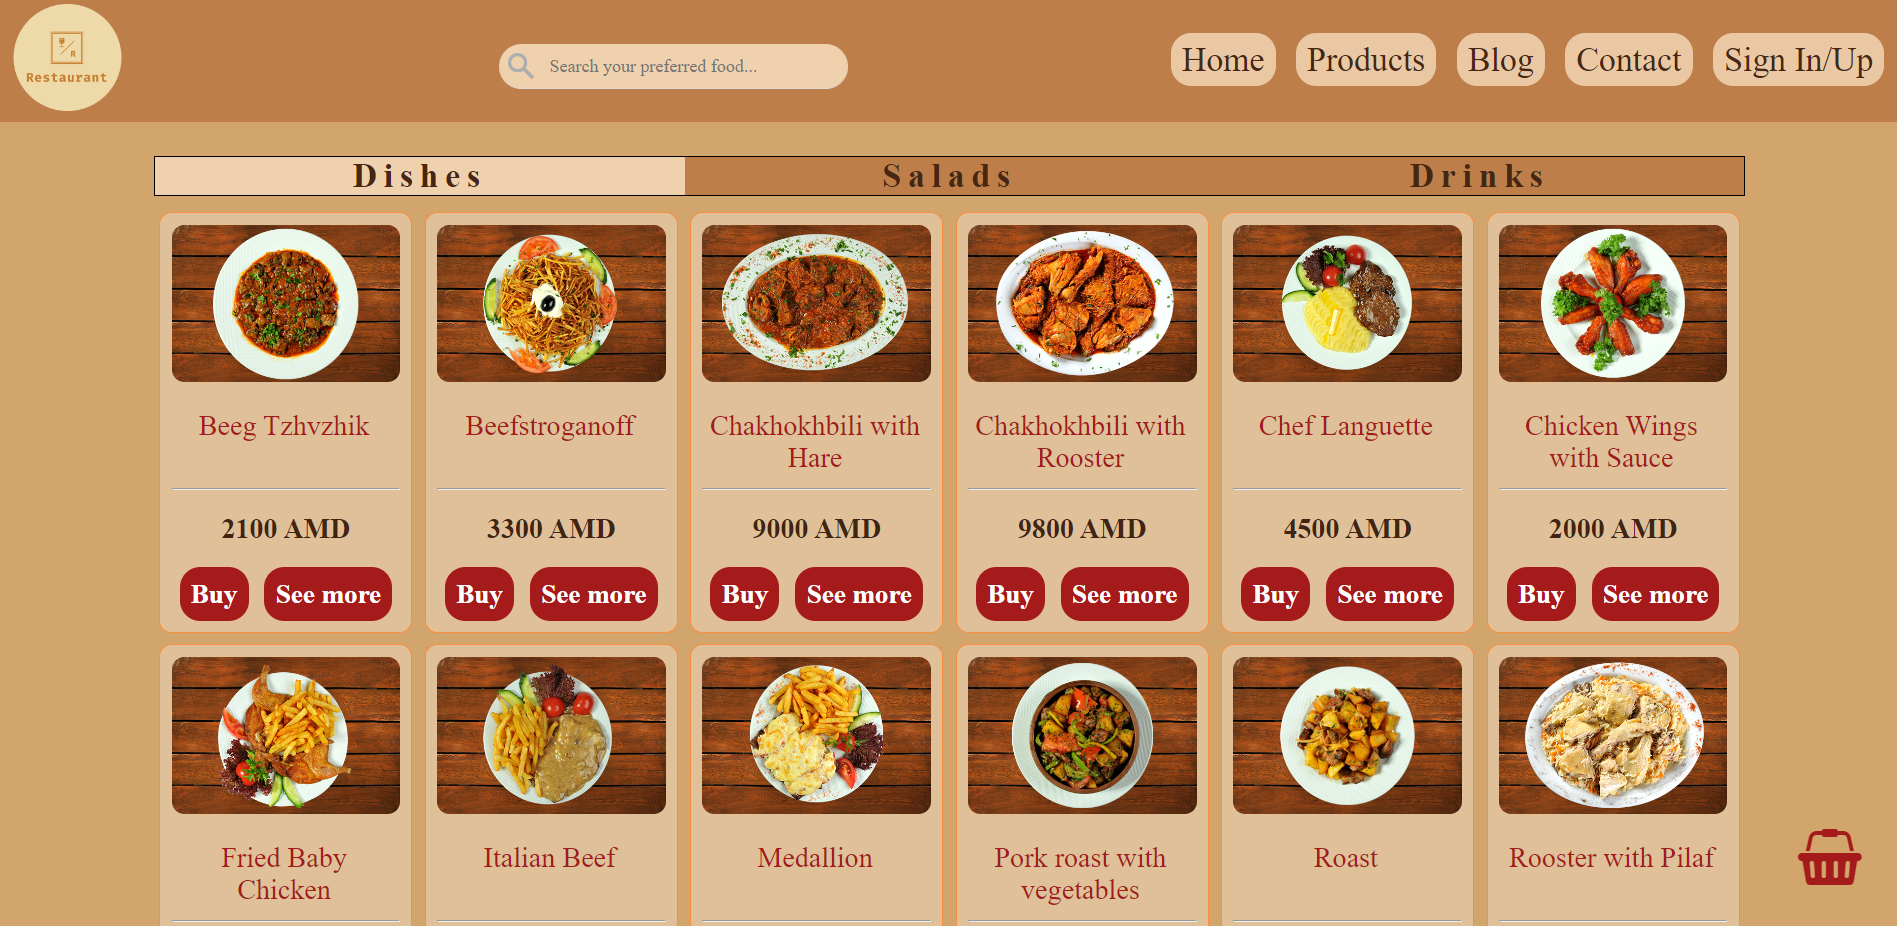 Restaurant
R
Search your preferred food...
Home Products Blog Contact Sign In/Up
Dishes Salads Drinks
Beeg Tzhvzhik
2100 AMD
Buy See more
Beefstroganoff
3300 AMD
Buy See more
Chakhokhbili with
Hare
9000 AMD
Buy See more
Chakhokhbili with
Rooster
9800 AMD
Buy See more
Chef Languette
4500 AMD
Buy See more
Chicken Wings
with Sauce
2000 AMD
Buy See more
Fried Baby
Chicken
Italian Beef
Medallion
Pork roast with
vegetables
Roast
Rooster with Pilaf